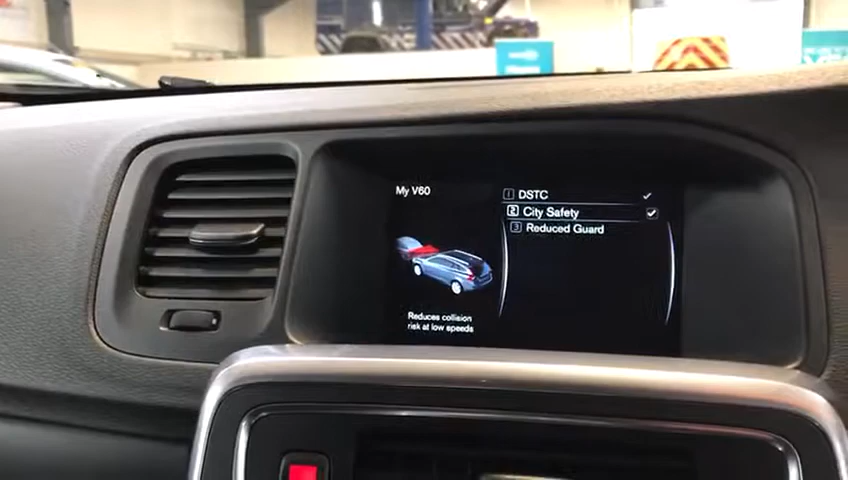 My V60
1 DSTC
2 City Safety
3 Reduced Guard
Reduces collision
risk at low speeds